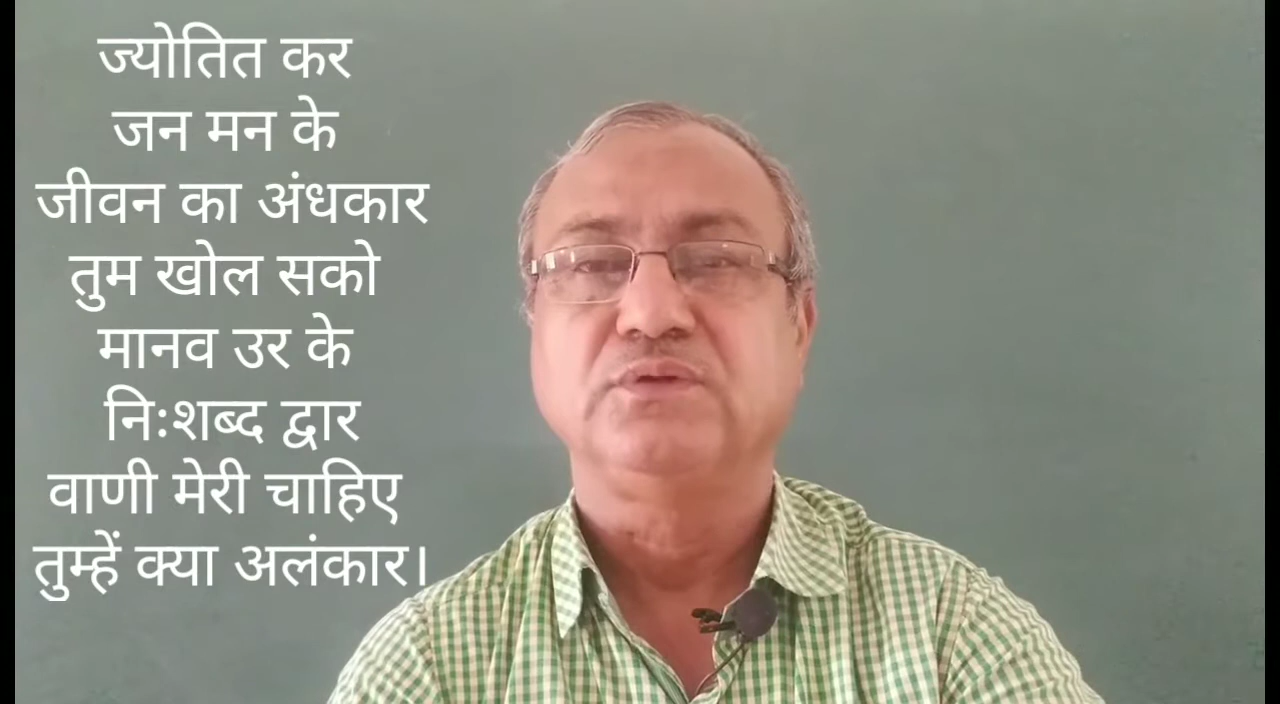 ज्योतित कर
जन मन के
जीवन का अंधकार
तुम खोल सको
मानव उर के
निःशब्द द्वार
वाणी मेरी चाहिए
तुम्हें क्या अलंकार।